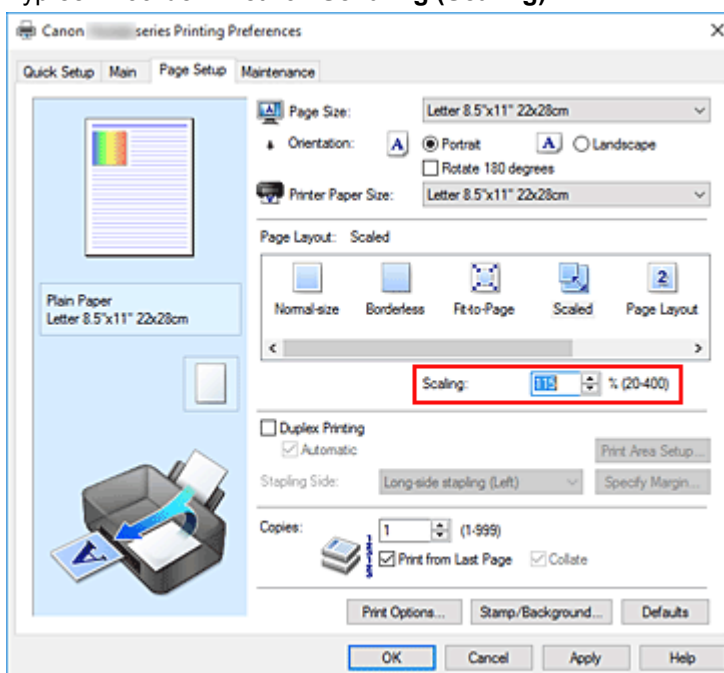 Canon series Printing Preferences
Quick Setup Main Page Setup Maintenance
Page Size: Letter 8.5"x11" 22x28cm
Orientation: A Portrait A Landscape
Rotate 180 degrees
Printer Paper Size: Letter 8.5"x11" 22x28cm
Page Layout: Scaled
Normal-size Borderless Fit-to-Page Scaled Page Layout
Plain Paper
Letter 8.5"x11" 22x28cm
Scaling: 115 % (20-400)
Duplex Printing
Automatic Print Area Setup...
Stapling Side: Long-side stapling (Left) Specify Margin...
Copies: 1 (1-999)
Print from Last Page Collate
Print Options... Stamp/Background... Defaults
OK Cancel Apply Help